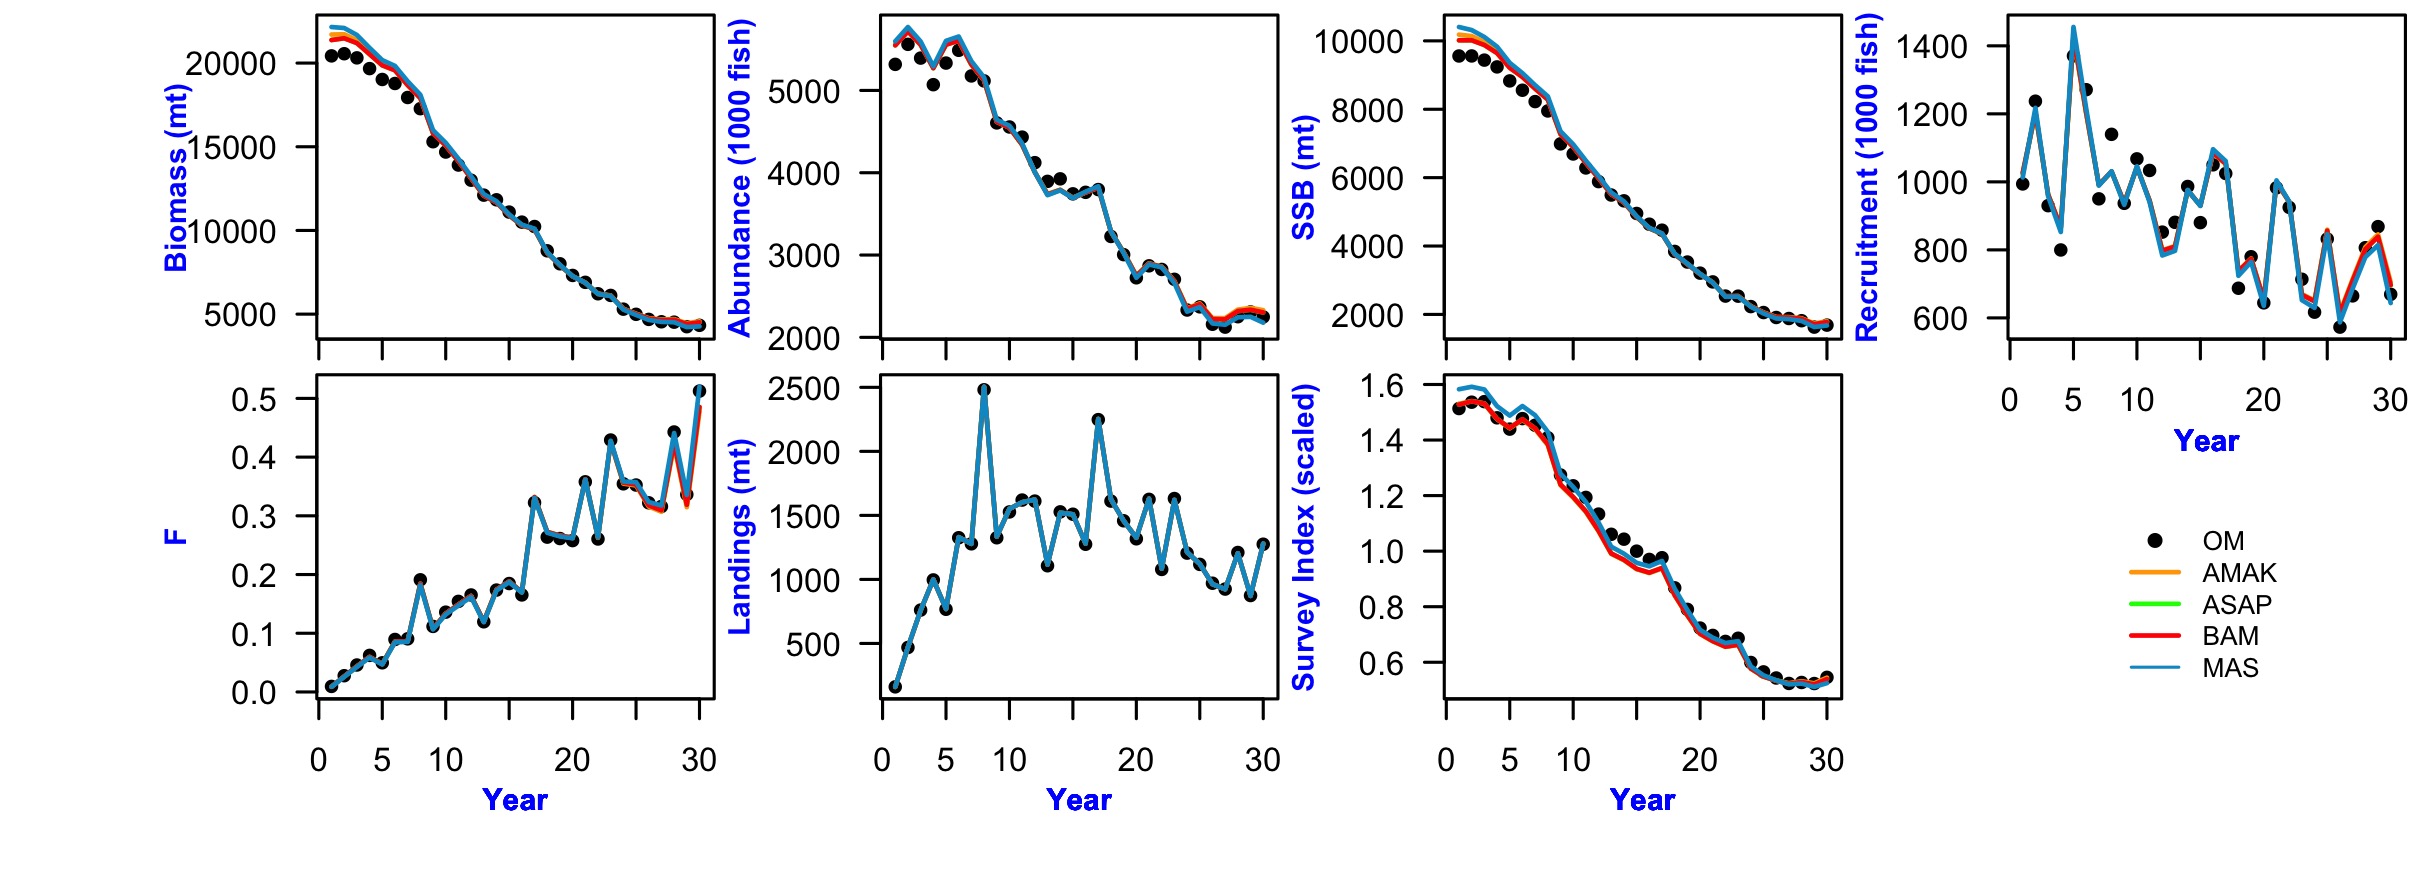 Biomass (mt)
20000
15000
10000
5000
Abundance (1000 fish)
5000
4000
3000
2000
SSB (mt)
10000
8000
6000
4000
2000
Recruitment (1000 fish)
1400
1200
1000
800
600
0 5 10 20 30
Year
F
0.5
0.4
0.3
0.2
0.1
0.0
0 5 10 20 30
Year
Landings (mt)
2500
2000
1500
1000
500
0 5 10 20 30
Year
Survey Index (scaled)
1.6
1.4
1.2
1.0
0.8
0.6
0 5 10 20 30
Year
OM
AMAK
ASAP
BAM
MAS